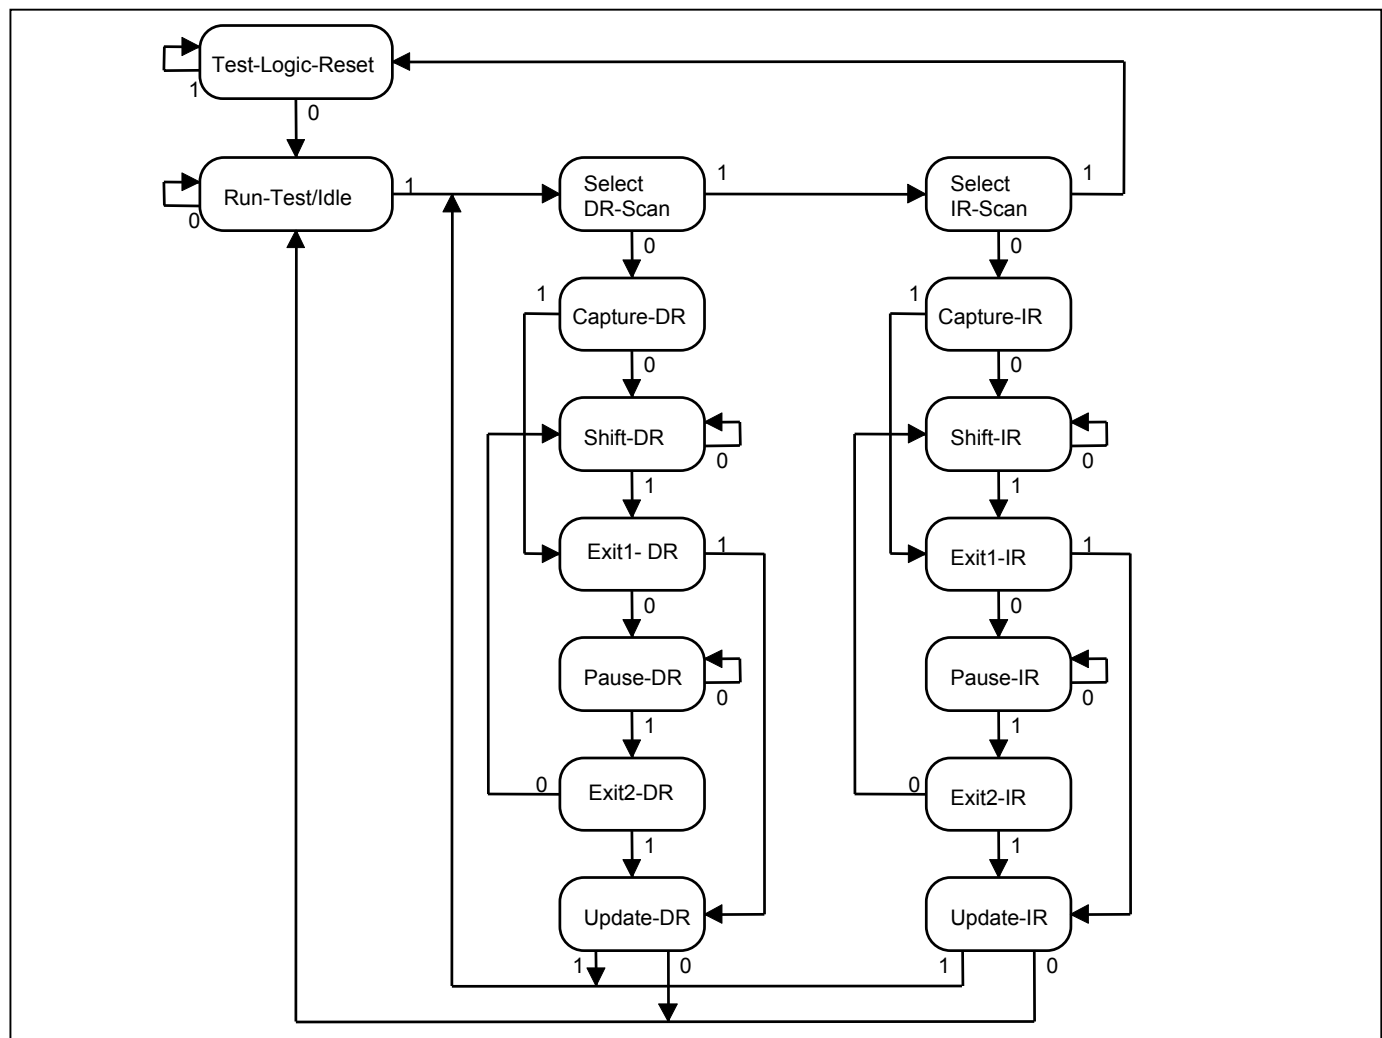 Test-Logic-Reset
1
0
Run-Test/Idle
0
1
Select
DR-Scan
1
0
Select
IR-Scan
1
0
1
Capture-DR
0
1
Capture-IR
0
Shift-DR
0
1
Shift-IR
0
1
Exit1- DR
1
0
Exit1-IR
1
0
Pause-DR
0
1
Pause-IR
0
1
0
Exit2-DR
1
0
Exit2-IR
1
Update-DR
1
0
Update-IR
1
0